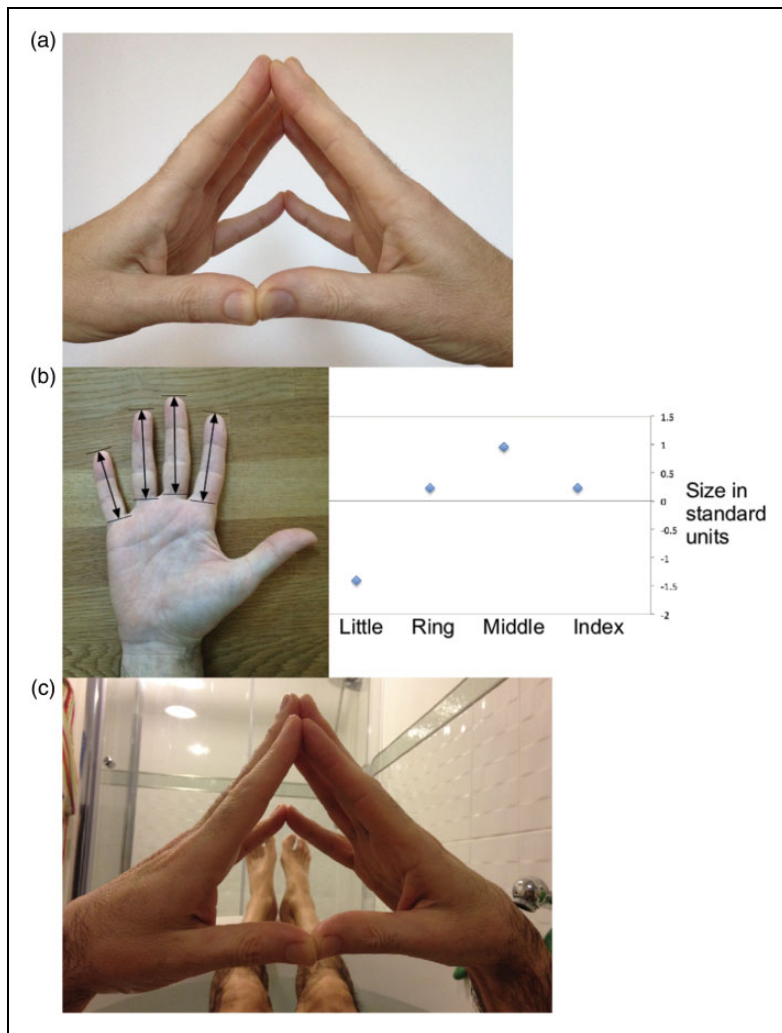 (a)
(b)
1.5
1
0.5
0
-0.5
-1
-1.5
-2
Size in
standard
units
Little Ring Middle Index
(c)